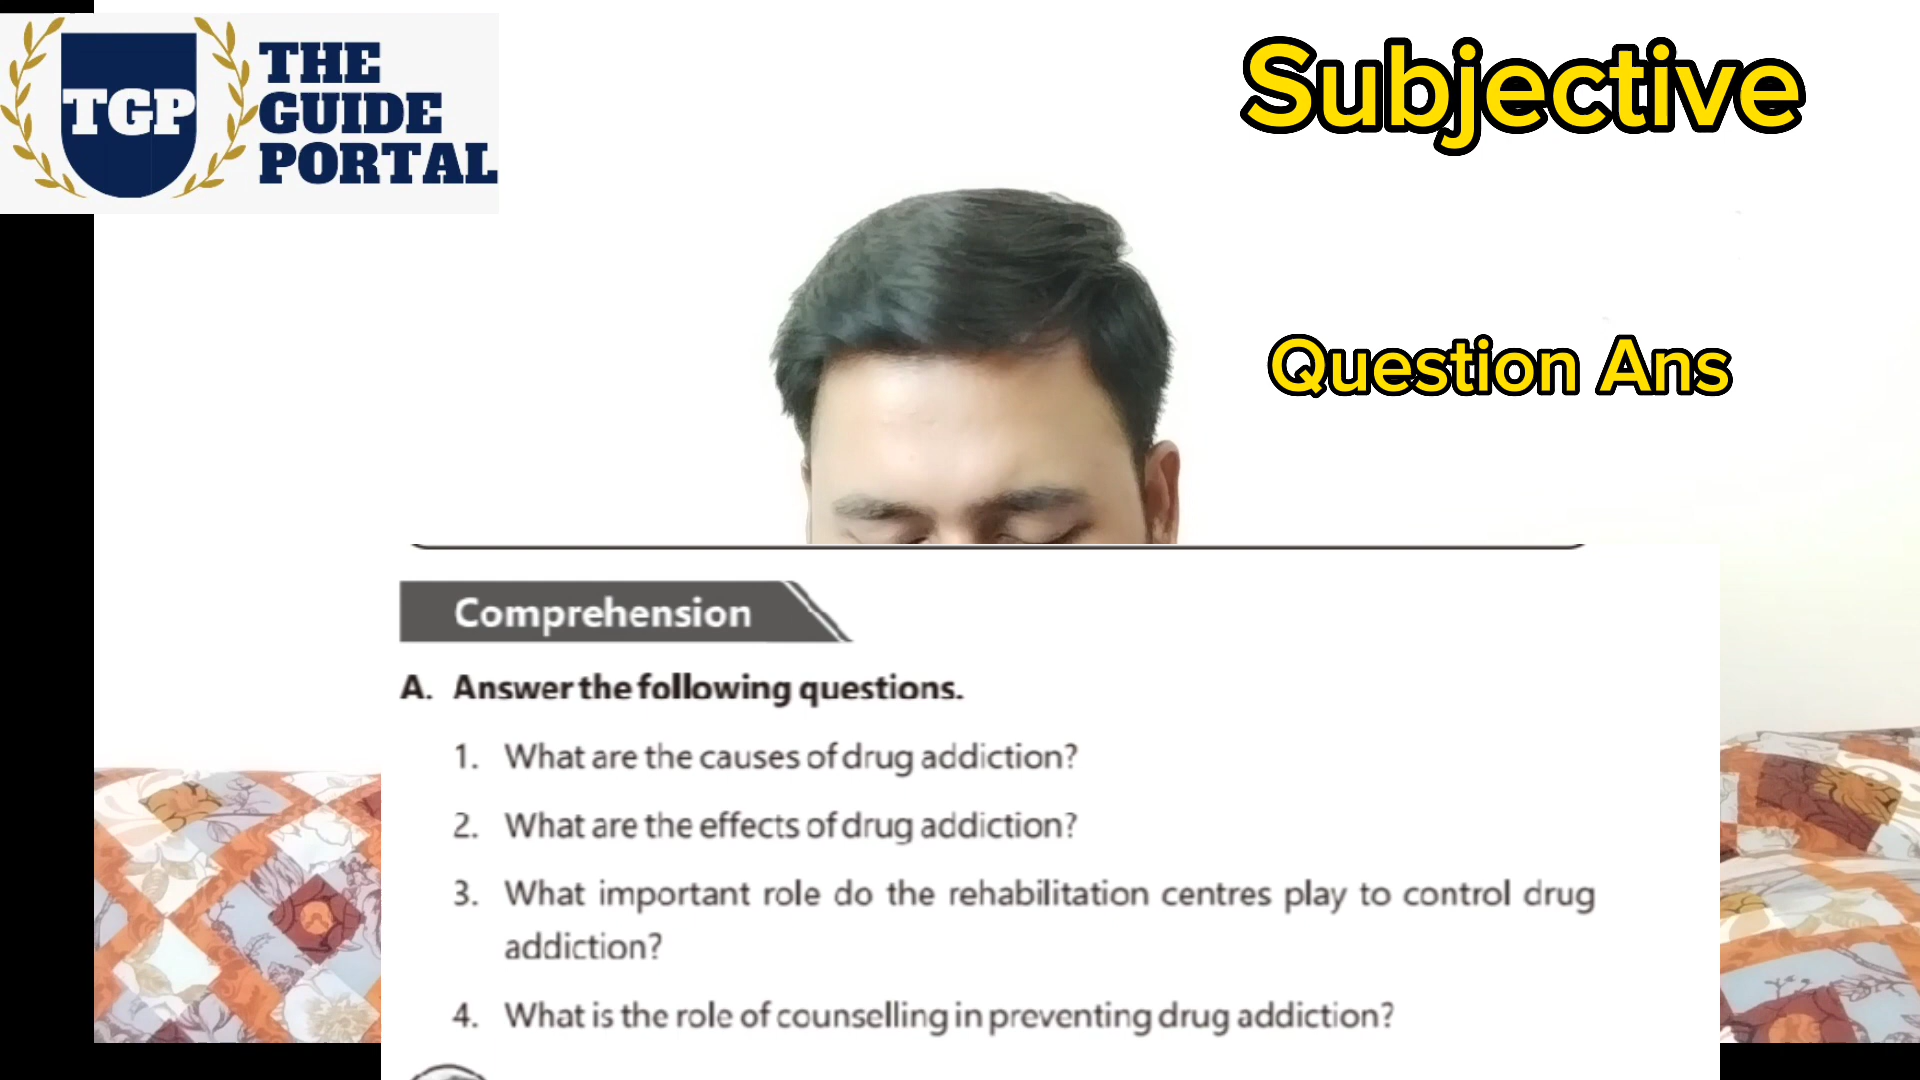 TGP
THE
GUIDE
PORTAL
Subjective
Question Ans
Comprehension
A. Answer the following questions.
1. What are the causes of drug addiction?
2. What are the effects of drug addiction?
3. What important role do the rehabilitation centres play to control drug
addiction?
4. What is the role of counselling in preventing drug addiction?